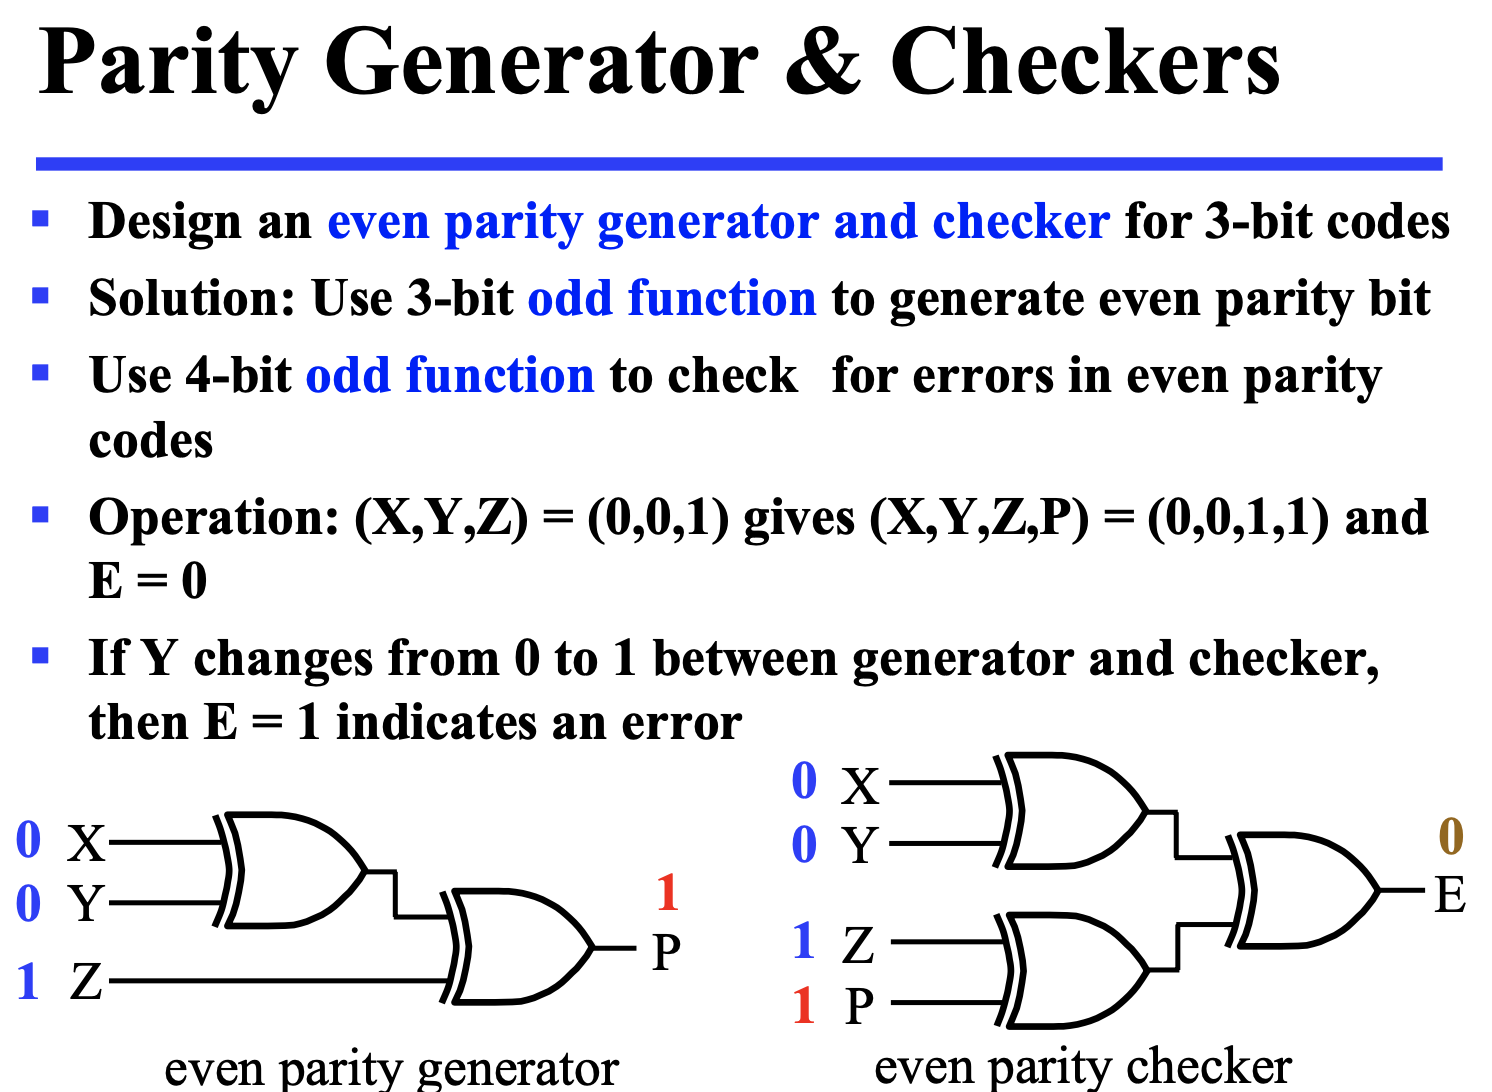 Parity Generator & Checkers
▪ Design an even parity generator and checker for 3-bit codes
▪ Solution: Use 3-bit odd function to generate even parity bit
▪ Use 4-bit odd function to check for errors in even parity
codes
▪ Operation: (X,Y,Z) = (0,0,1) gives (X,Y,Z,P) = (0,0,1,1) and
E = 0
▪ If Y changes from 0 to 1 between generator and checker,
then E = 1 indicates an error
0 X
0 Y
1 Z
1
P
even parity generator
0 X
0 Y
1 Z
1 P
0
E
even parity checker